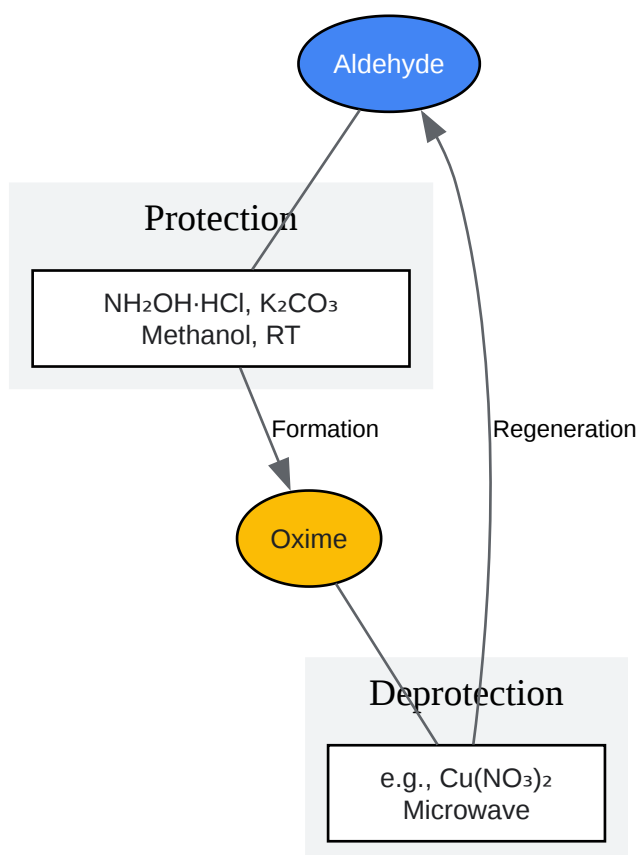 Aldehyde
Protection
NH₂OH·HCl, K₂CO₃
Methanol, RT
Formation
Regeneration
Oxime
Deprotection
e.g., Cu(NO₃)₂
Microwave